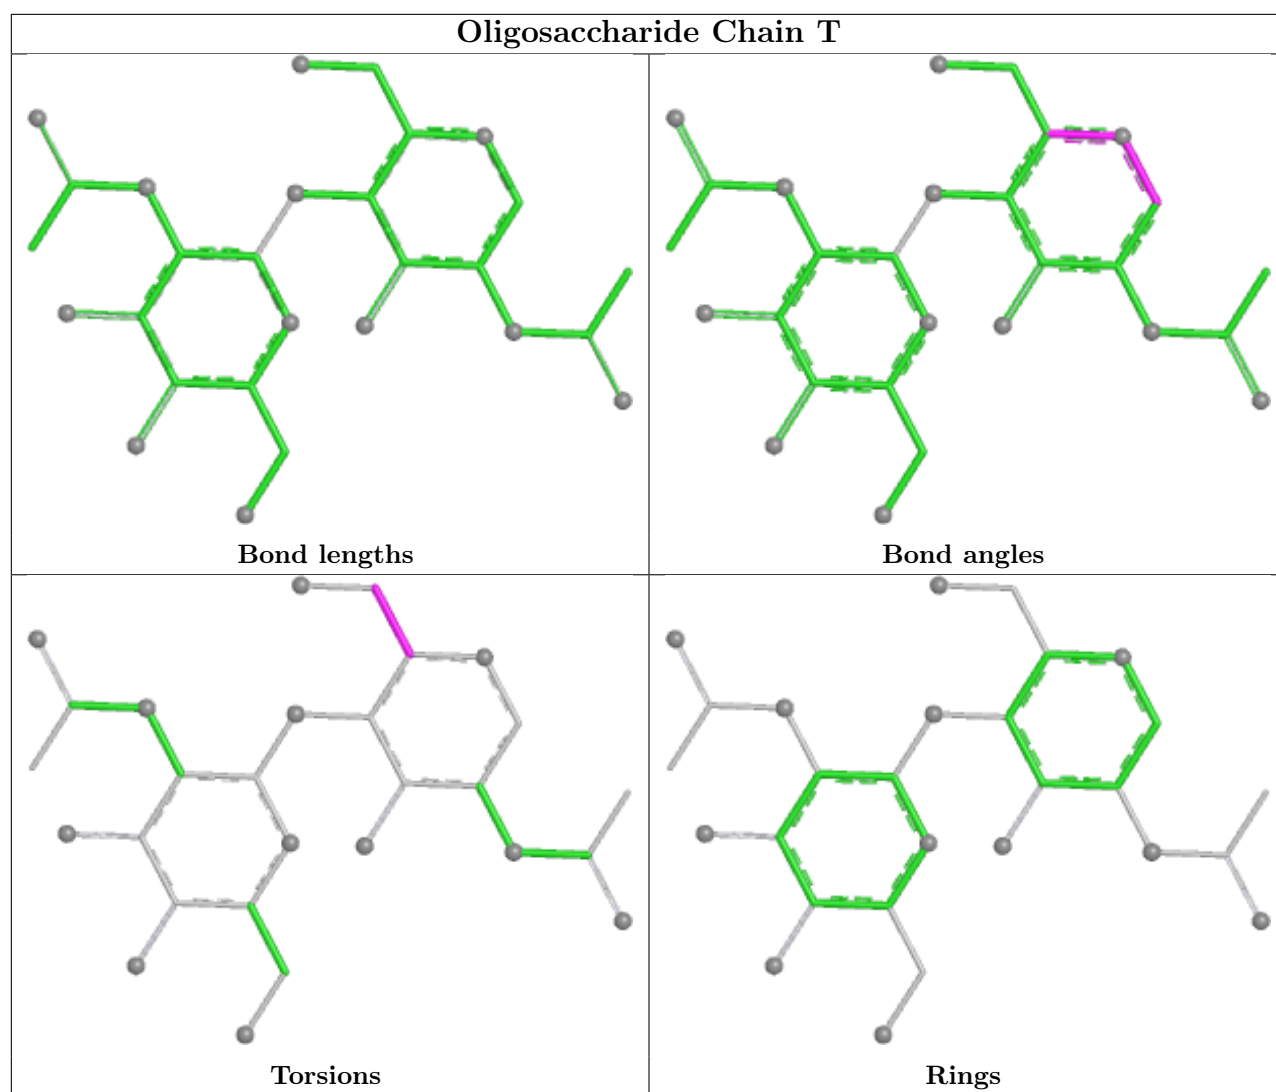 Oligosaccharide Chain T
Bond lengths
Bond angles
Torsions
Rings